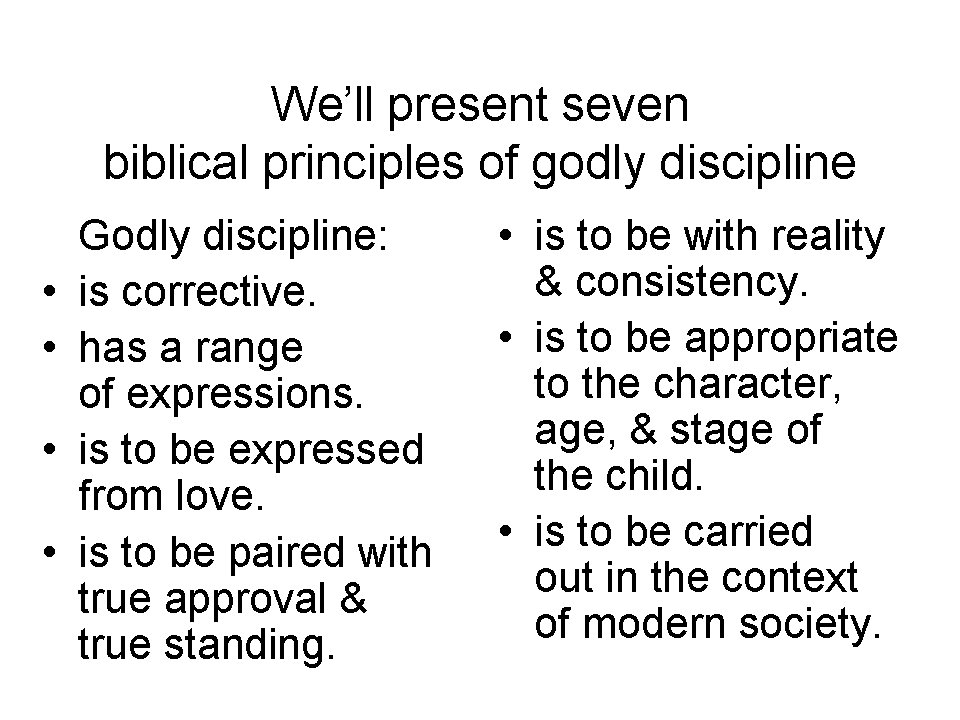 We’ll present seven
biblical principles of godly discipline
Godly discipline:
• is corrective.
• has a range
of expressions.
• is to be expressed
from love.
• is to be paired with
true approval &
true standing.
• is to be with reality
& consistency.
• is to be appropriate
to the character,
age, & stage of
the child.
• is to be carried
out in the context
of modern society.